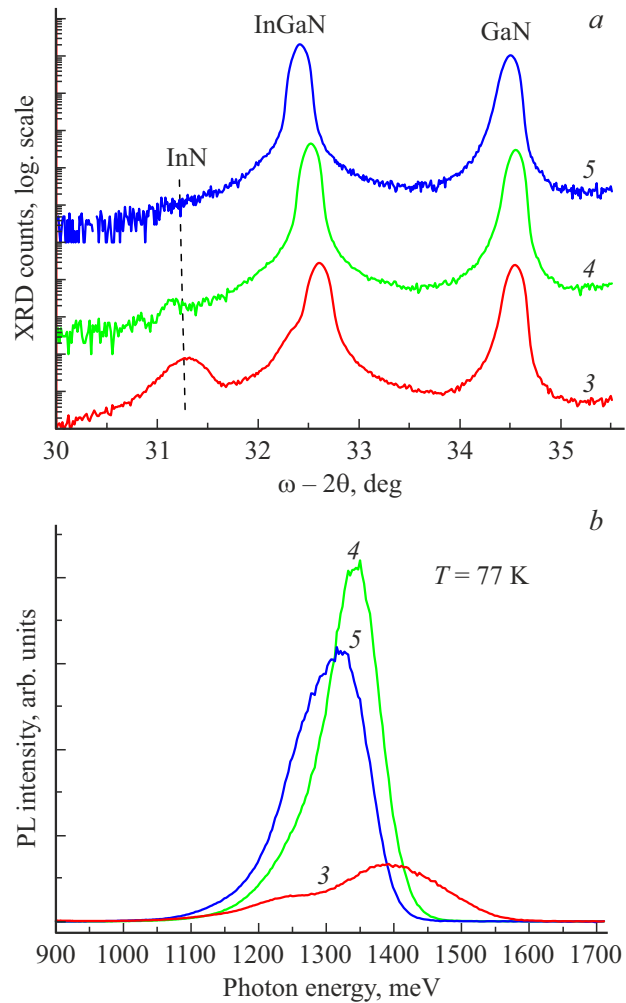 a
InGaN
GaN
InN
5
4
3
XRD counts, log. scale
30 31 32 33 34 35
ω – 2θ, deg
b
4
T = 77 K
5
3
PL intensity, arb. units
900 1000 1100 1200 1300 1400 1500 1600 1700
Photon energy, meV